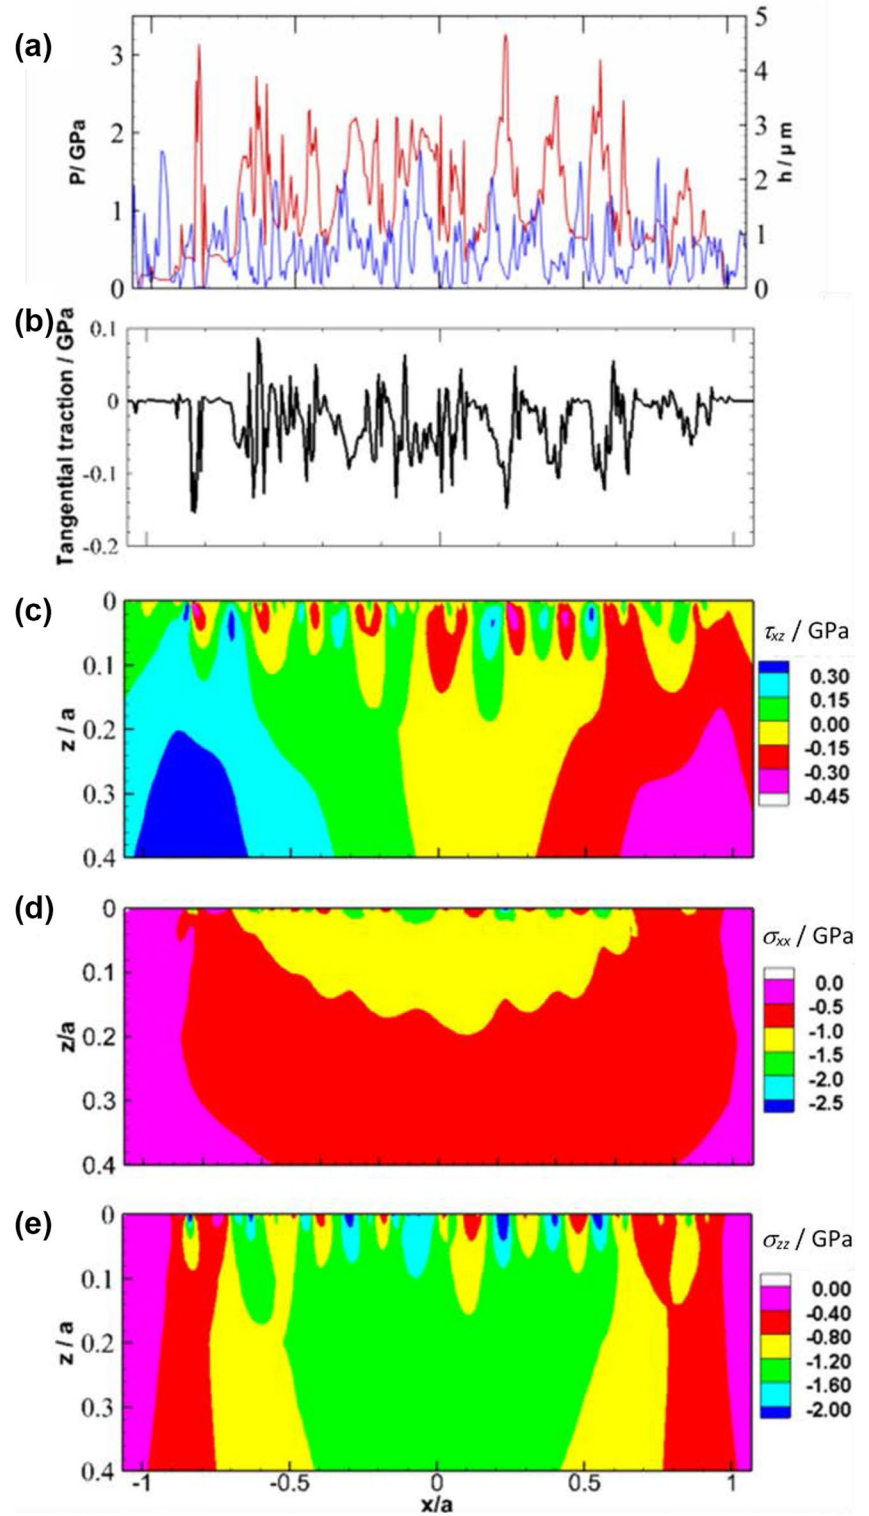 (a)
5
3
4
P/ GPa
2
3
h / μm
2
1
1
0
0
(b)
0.1
Tangential traction / GPa
0
-0.1
-0.2
(c)
0
τxz / GPa
0.1
0.30
0.15
z / a
0.2
0.00
-0.15
0.3
-0.30
-0.45
0.4
(d)
0
σxx / GPa
0.1
0.0
-0.5
z/a
0.2
-1.0
-1.5
0.3
-2.0
-2.5
0.4
(e)
0
σzz / GPa
0.1
0.00
-0.40
z / a
0.2
-0.80
-1.20
0.3
-1.60
-2.00
0.4
-1 -0.5 0 0.5 1
x/a